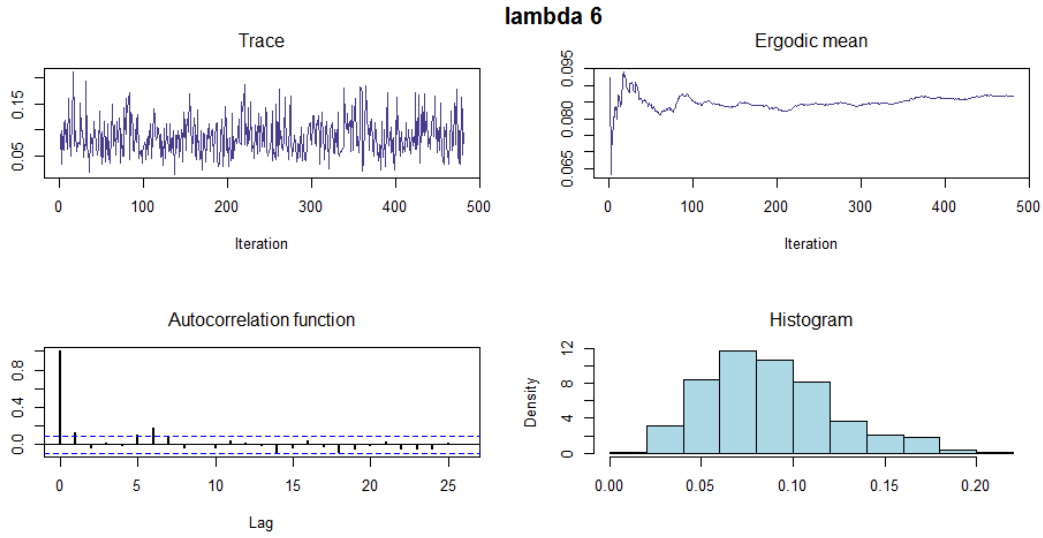 lambda 6
Trace
0.05 0.15
0 100 200 300 400 500
Iteration
Ergodic mean
0.065 0.080 0.095
0 100 200 300 400 500
Iteration
Autocorrelation function
0.0 0.4 0.8
0 5 10 15 20 25
Lag
Histogram
Density
0 4 8 12
0.00 0.05 0.10 0.15 0.20